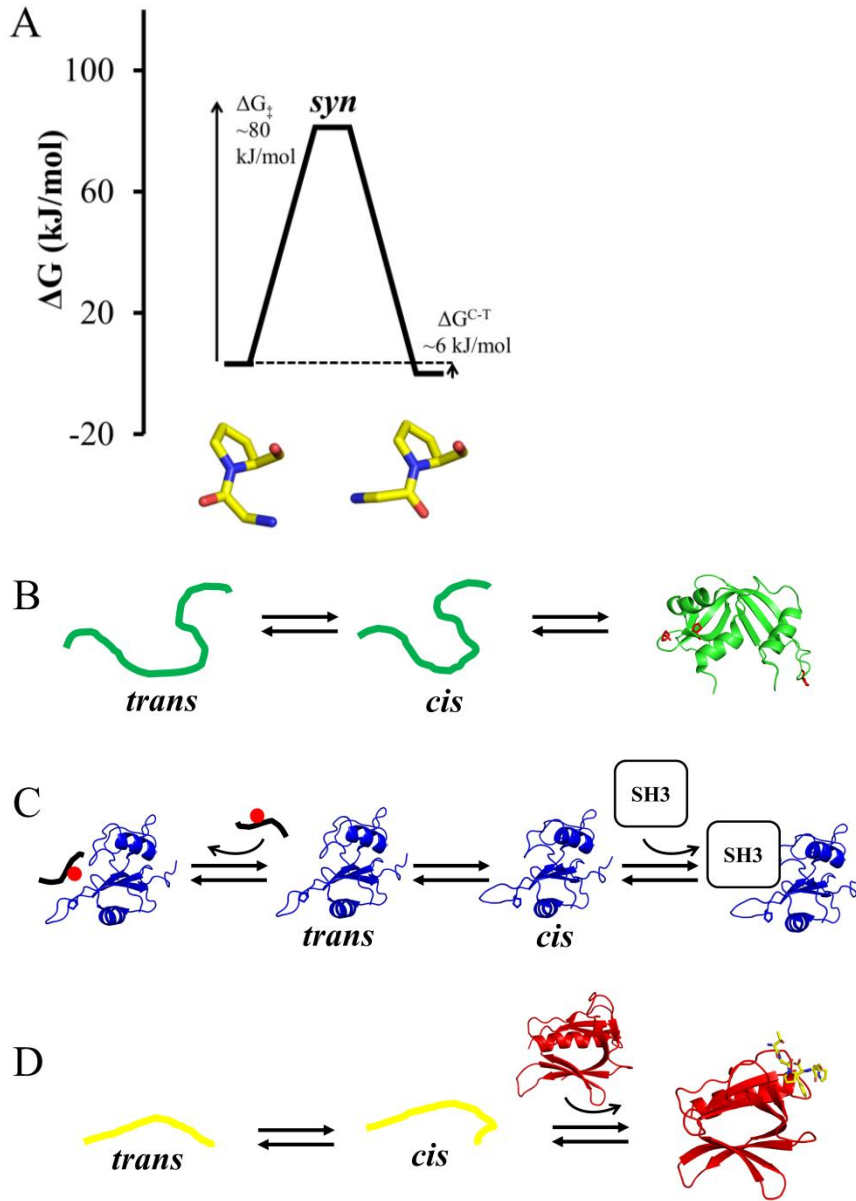 A
ΔG (kJ/mol)
100
60
20
-20
ΔG‡
~80
kJ/mol
syn
ΔG^C-T
~6 kJ/mol
B
trans
cis
C
trans
cis
SH3
SH3
D
trans
cis